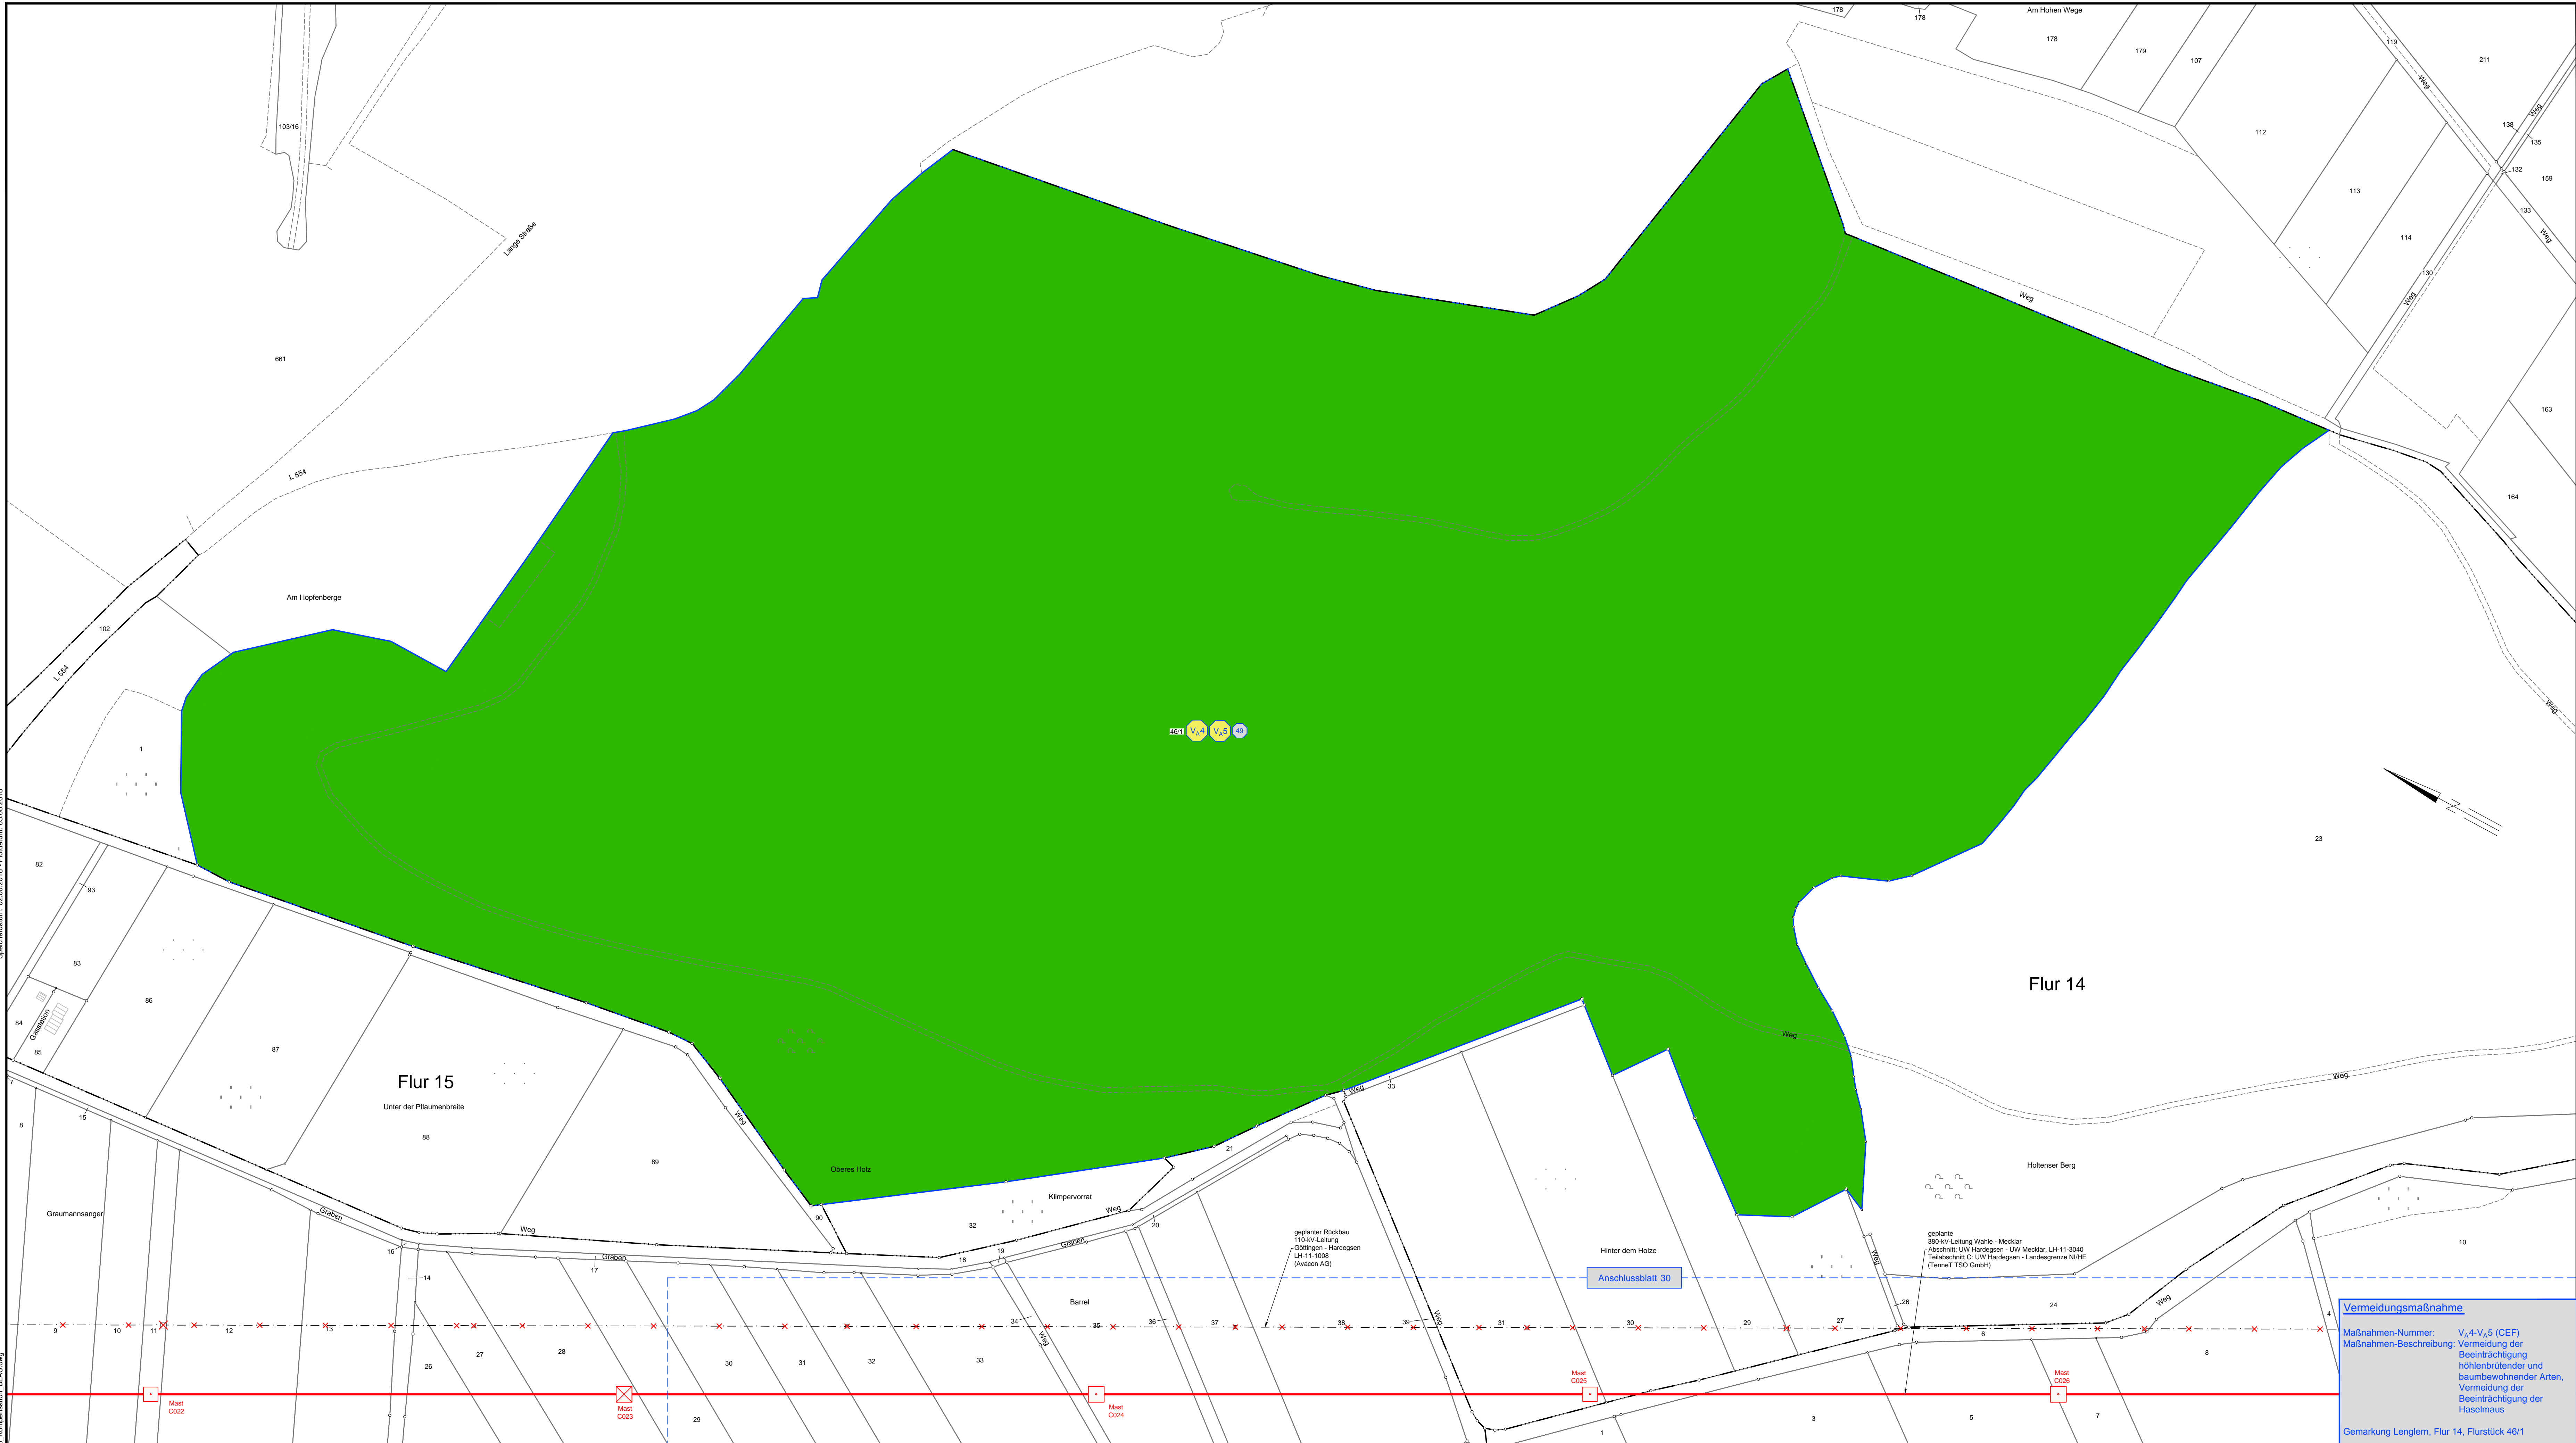 178
178
Am Hohen Wege
178
179
107
119
211
Weg
Weg
138
135
132
159
133
Weg
112
113
114
130
Weg
103/16
Lange Straße
661
L 554
Weg
163
164
Am Hopfenberge
102
L 554
1
46/1
VA4
VA5
49
Weg
23
82
93
83
86
84
Gasstation
85
87
Flur 15
Unter der Pflaumenbreite
88
89
Weg
Flur 14
Weg
Weg
33
Weg
7
8
15
Graumannsanger
Graben
16
14
Weg
Graben
17
Oberes Holz
90
21
Klimpervorrat
32
Weg
20
Graben
19
18
geplanter Rückbau
110-kV-Leitung
Göttingen - Hardegsen
LH-11-1008
(Avacon AG)
Hinter dem Holze
Anschlussblatt 30
Holtenser Berg
Weg
geplante
380-kV-Leitung Wahle - Mecklar
Abschnitt: UW Hardegsen - UW Mecklar, LH-11-3040
Teilabschnitt C: UW Hardegsen - Landesgrenze NI/HE
(TenneT TSO GmbH)
10
24
26
Weg
4
Barrel
9
10
11
12
13
34
Weg
35
36
37
38
39
Weg
31
30
29
27
6
8
26
27
28
30
31
32
33
29
Mast
C022
Mast
C023
Mast
C024
Mast
C025
Mast
C026
1
3
5
7
Vermeidungsmaßnahme
Maßnahmen-Nummer: VA4-VA5 (CEF)
Maßnahmen-Beschreibung: Vermeidung der
Beeinträchtigung
höhlenbrütender und
baumbewohnender Arten,
Vermeidung der
Beeinträchtigung der
Haselmaus
Gemarkung Lenglern, Flur 14, Flurstück 46/1